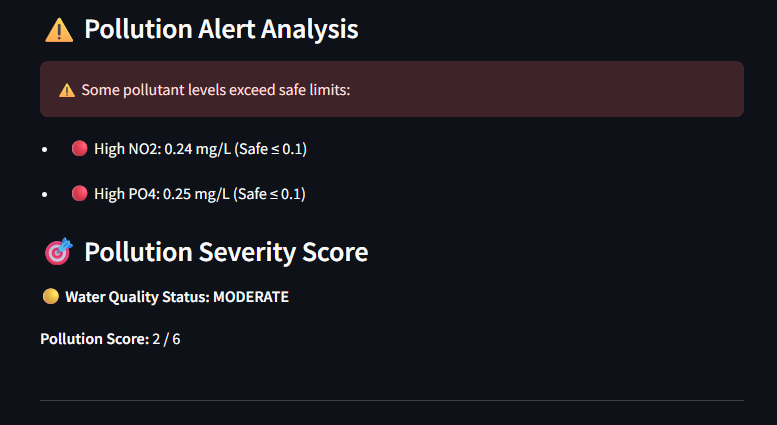 ⚠️ Pollution Alert Analysis
⚠️ Some pollutant levels exceed safe limits:
• 🔴 High NO2: 0.24 mg/L (Safe ≤ 0.1)
• 🔴 High PO4: 0.25 mg/L (Safe ≤ 0.1)
🎯 Pollution Severity Score
🟡 Water Quality Status: MODERATE
Pollution Score: 2 / 6